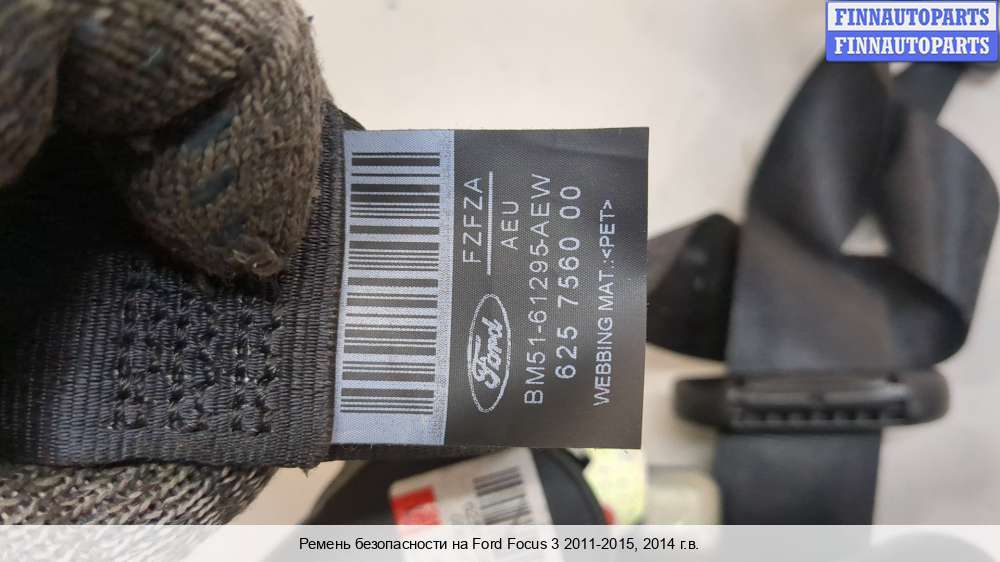 FINNAUTOPARTS
FINNAUTOPARTS
FZFZA
AEU
Ford
BM51-61295-AEW
625 7560 00
WEBBING MAT.:<PET>
Ремень безопасности на Ford Focus 3 2011-2015, 2014 г.в.